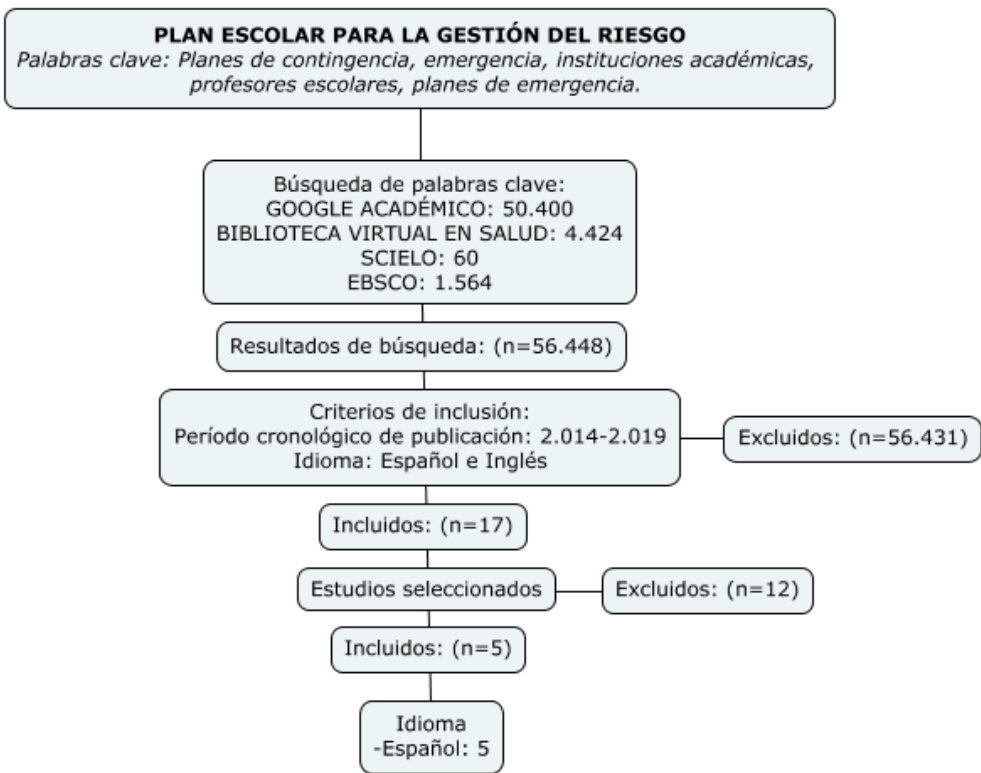 PLAN ESCOLAR PARA LA GESTIÓN DEL RIESGO
Palabras clave: Planes de contingencia, emergencia, instituciones académicas,
profesores escolares, planes de emergencia.
Búsqueda de palabras clave:
GOOGLE ACADÉMICO: 50.400
BIBLIOTECA VIRTUAL EN SALUD: 4.424
SCIELO: 60
EBSCO: 1.564
Resultados de búsqueda: (n=56.448)
Criterios de inclusión:
Período cronológico de publicación: 2.014-2.019
Idioma: Español e Inglés
Excluidos: (n=56.431)
Incluidos: (n=17)
Estudios seleccionados
Excluidos: (n=12)
Incluidos: (n=5)
Idioma
-Español: 5